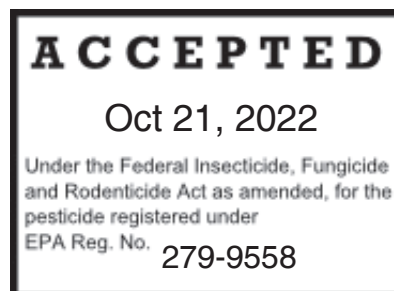 ACCEPTED
Oct 21, 2022
Under the Federal Insecticide, Fungicide
and Rodenticide Act as amended, for the
pesticide registered under
EPA Reg. No. 279-9558